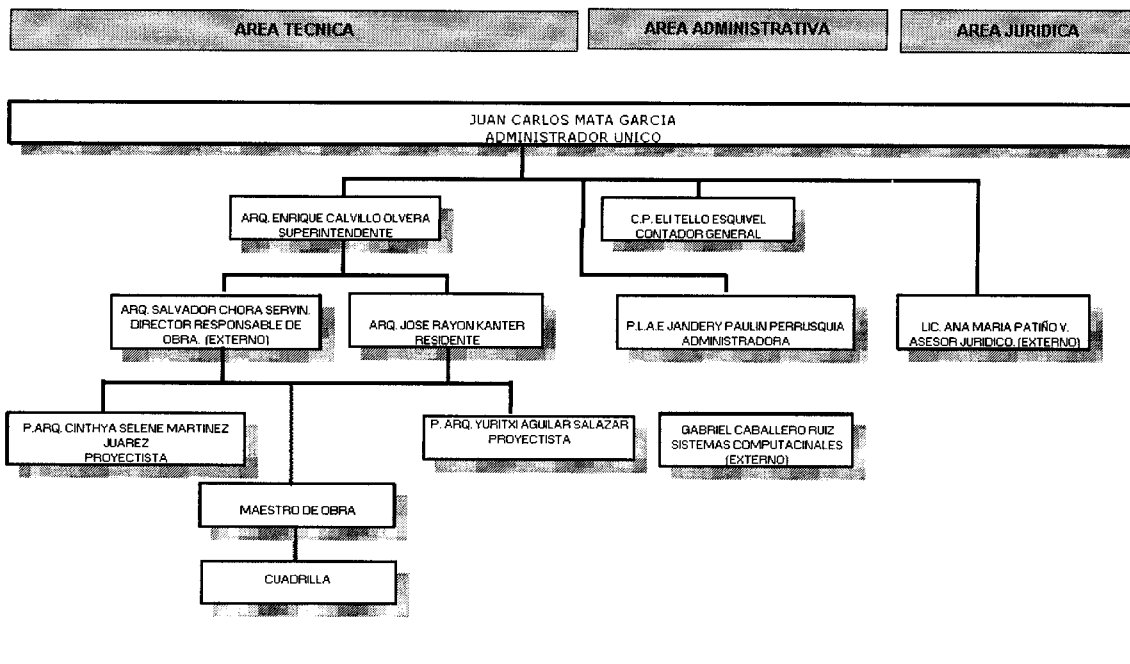 AREA TECNICA
AREA ADMINISTRATIVA
AREA JURIDICA
JUAN CARLOS MATA GARCIA
ADMINISTRADOR UNICO
ARQ. ENRIQUE CALVILLO OLVERA
SUPERINTENDENTE
C.P. ELI TELLO ESQUIVEL
CONTADOR GENERAL
ARQ. SALVADOR CHORA SERVIN.
DIRECTOR RESPONSABLE DE
OBRA. (EXTERNO)
ARQ. JOSE RAYON KANTER
RESIDENTE
P.L.A.E JANDERY PAULIN PERRUSQUIA
ADMINISTRADORA
LIC. ANA MARIA PATIÑO V.
ASESOR JURIDICO. (EXTERNO)
P.ARQ. CINTHYA SELENE MARTINEZ
JUAREZ
PROYECTISTA
P. ARQ. YURITXI AGUILAR SALAZAR
PROYECTISTA
GABRIEL CABALLERO RUIZ
SISTEMAS COMPUTACINALES
(EXTERNO)
MAESTRO DE OBRA
CUADRILLA